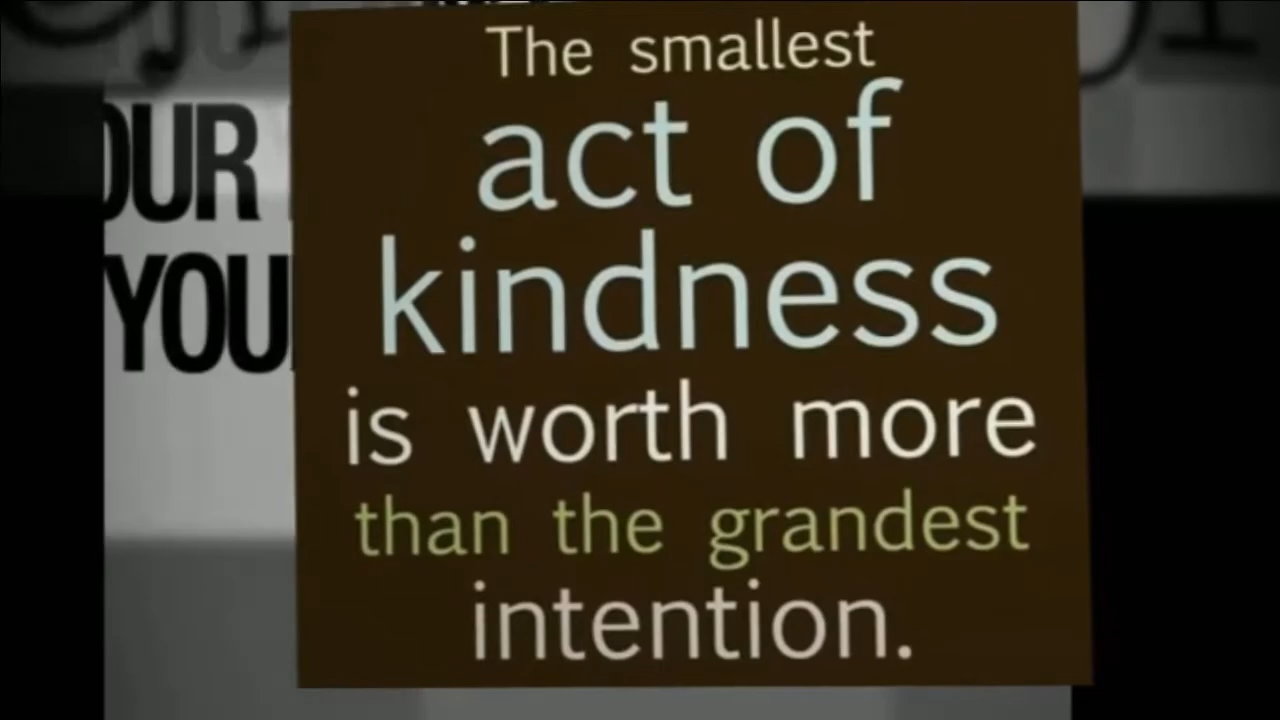 The smallest
act of
kindness
is worth more
than the grandest
intention.
OUR
YOU